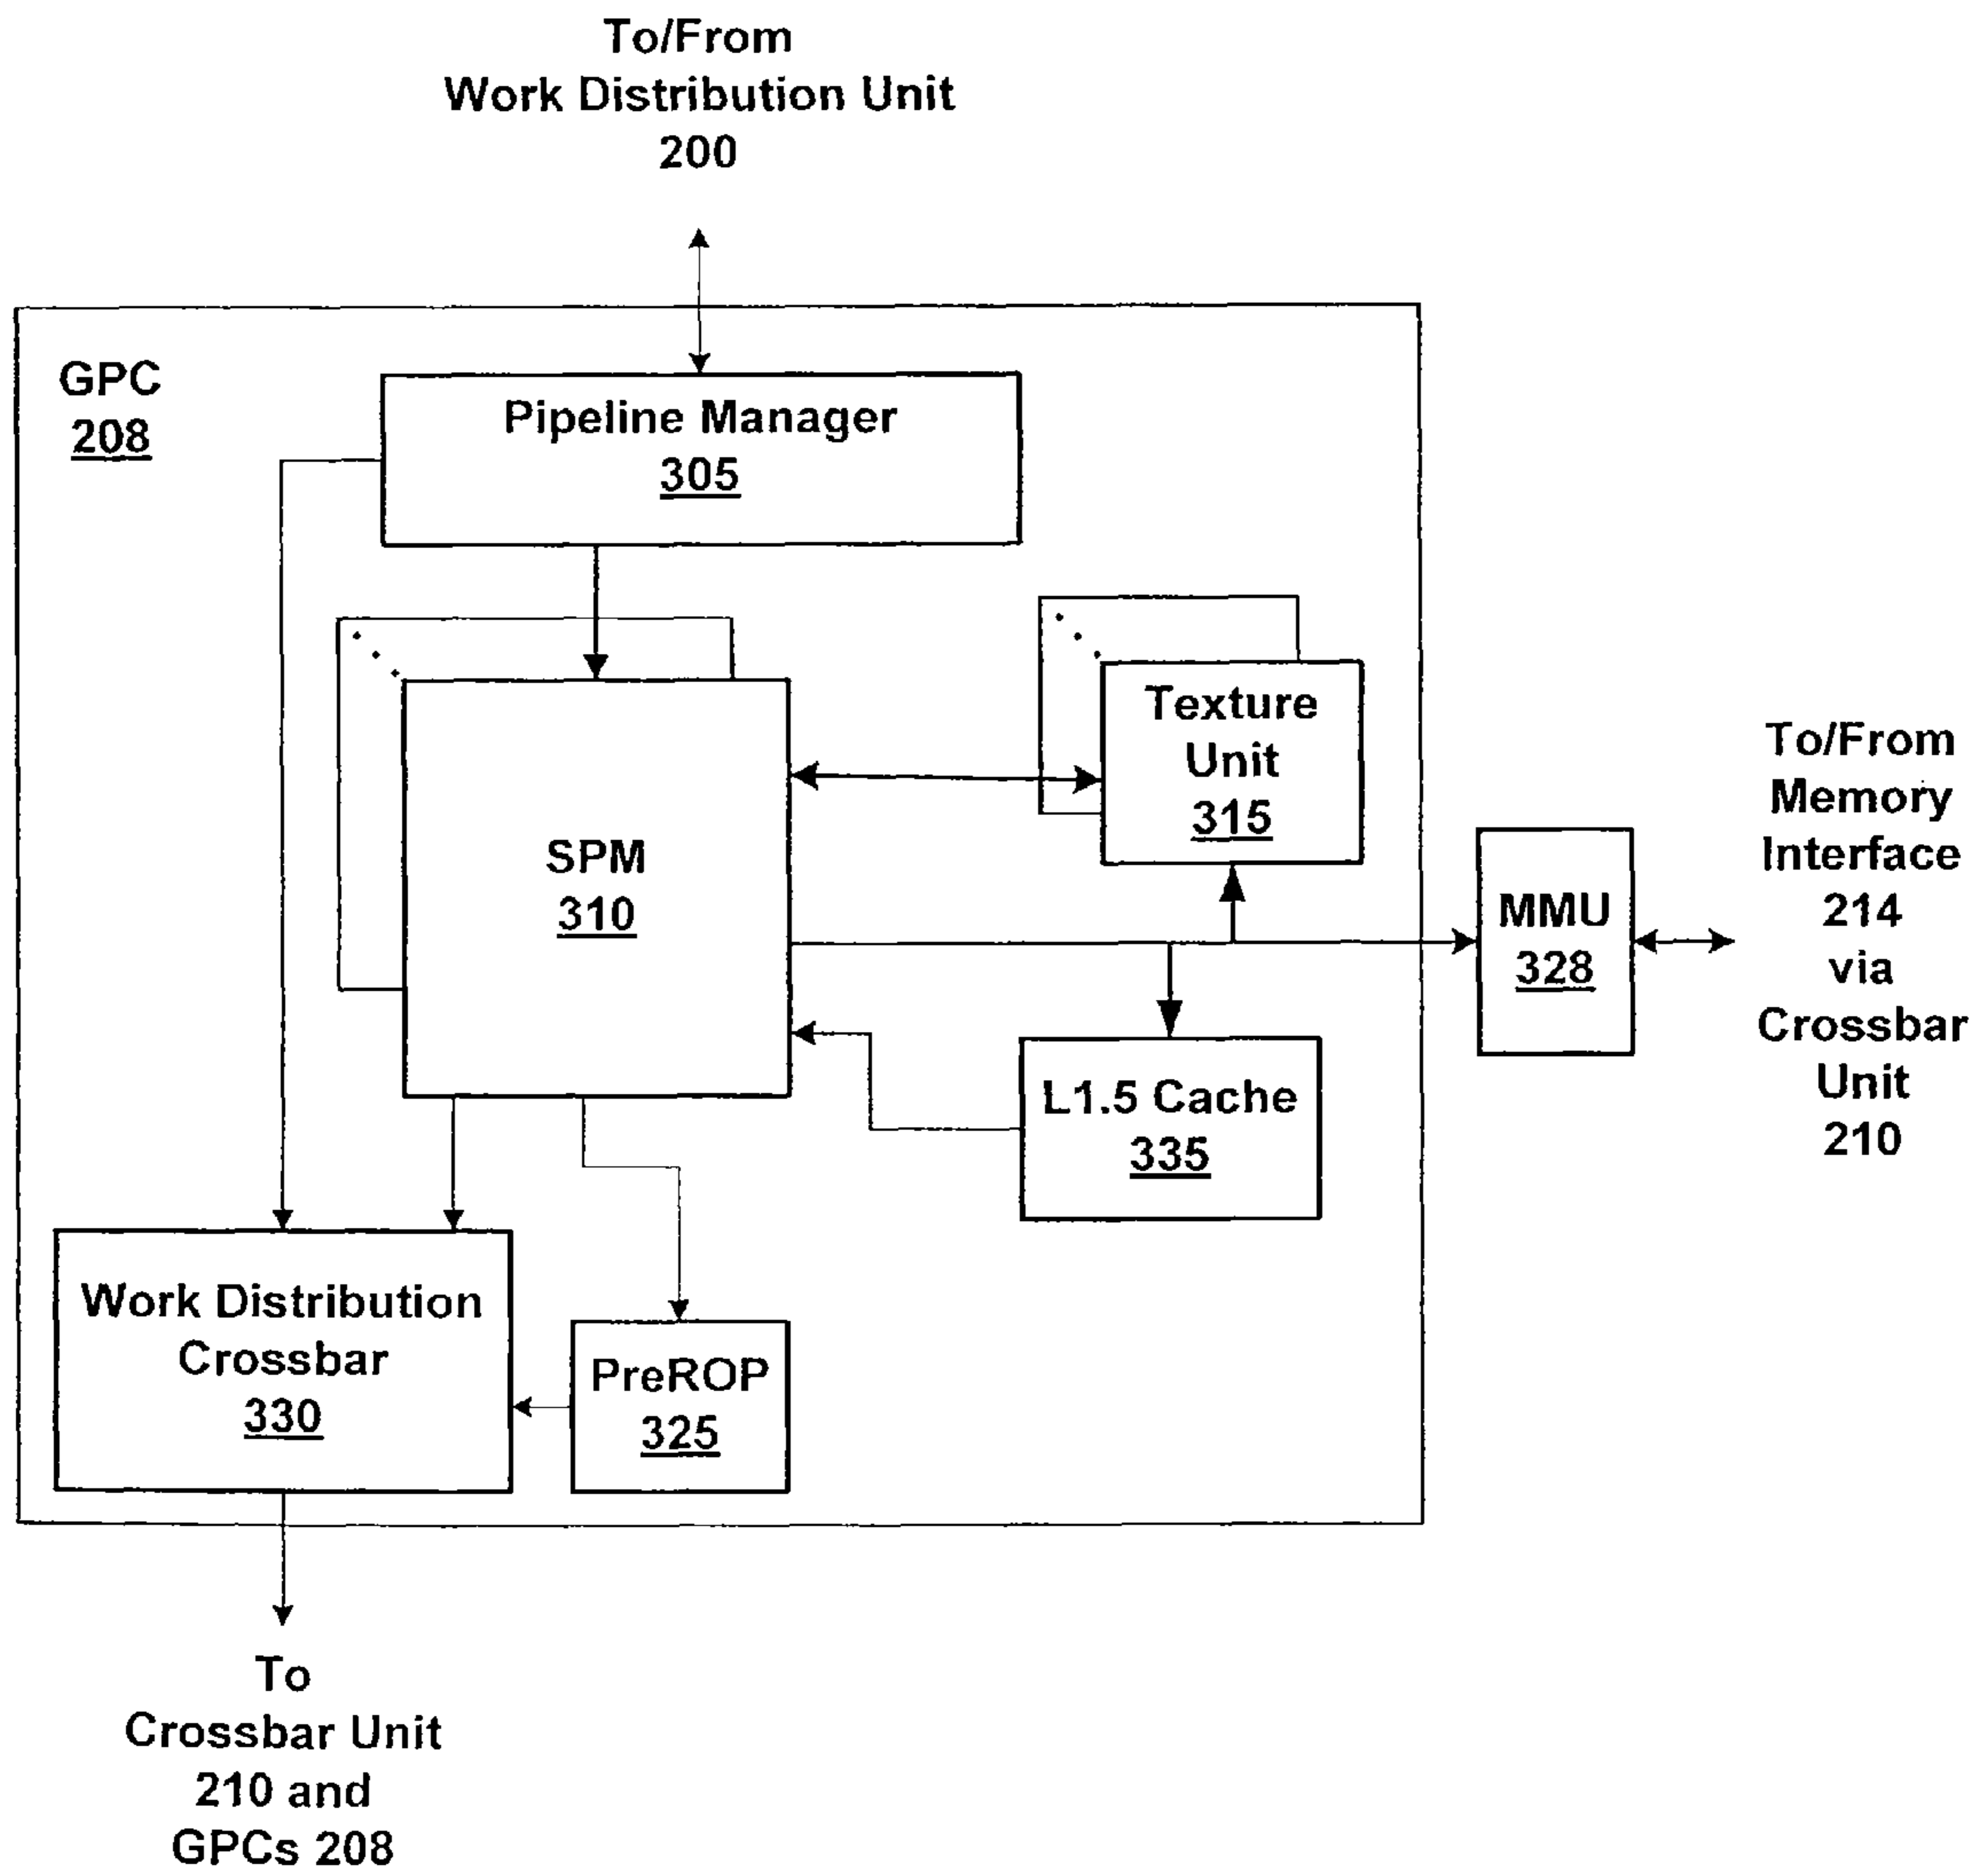 To/From
Work Distribution Unit
200
GPC
208
Pipeline Manager
305
Texture
Unit
315
SPM
310
MMU
328
To/From
Memory
Interface
214
via
Crossbar
Unit
210
L1.5 Cache
335
Work Distribution
Crossbar
330
PreROP
325
To
Crossbar Unit
210 and
GPCs 208